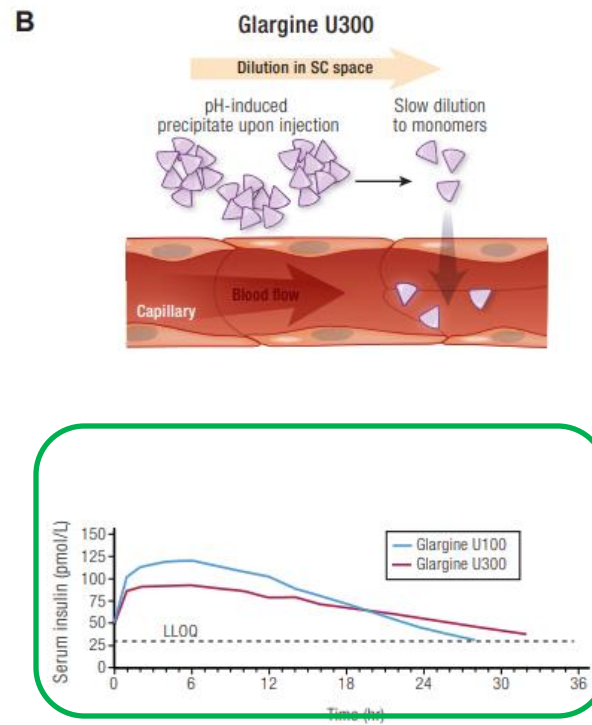 B
Glargine U300
Dilution in SC space
pH-induced
precipitate upon injection
Slow dilution
to monomers
Blood flow
Capillary
Serum insulin (pmol/L)
150
125
100
75
50
25
0
LLOQ
Glargine U100
Glargine U300
0 6 12 18 24 30 36
Time (hr)